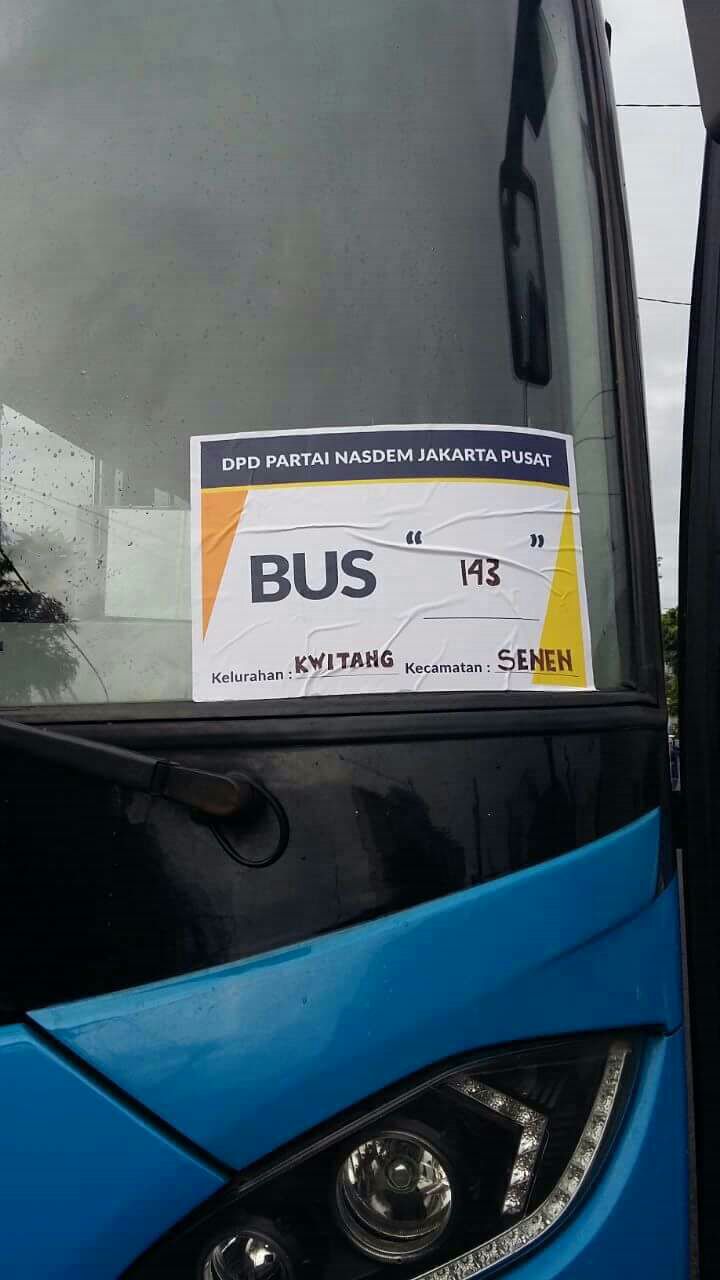 DPD PARTAI NASDEM JAKARTA PUSAT
BUS " 143 "
Kelurahan : KWITANG Kecamatan : SENEN